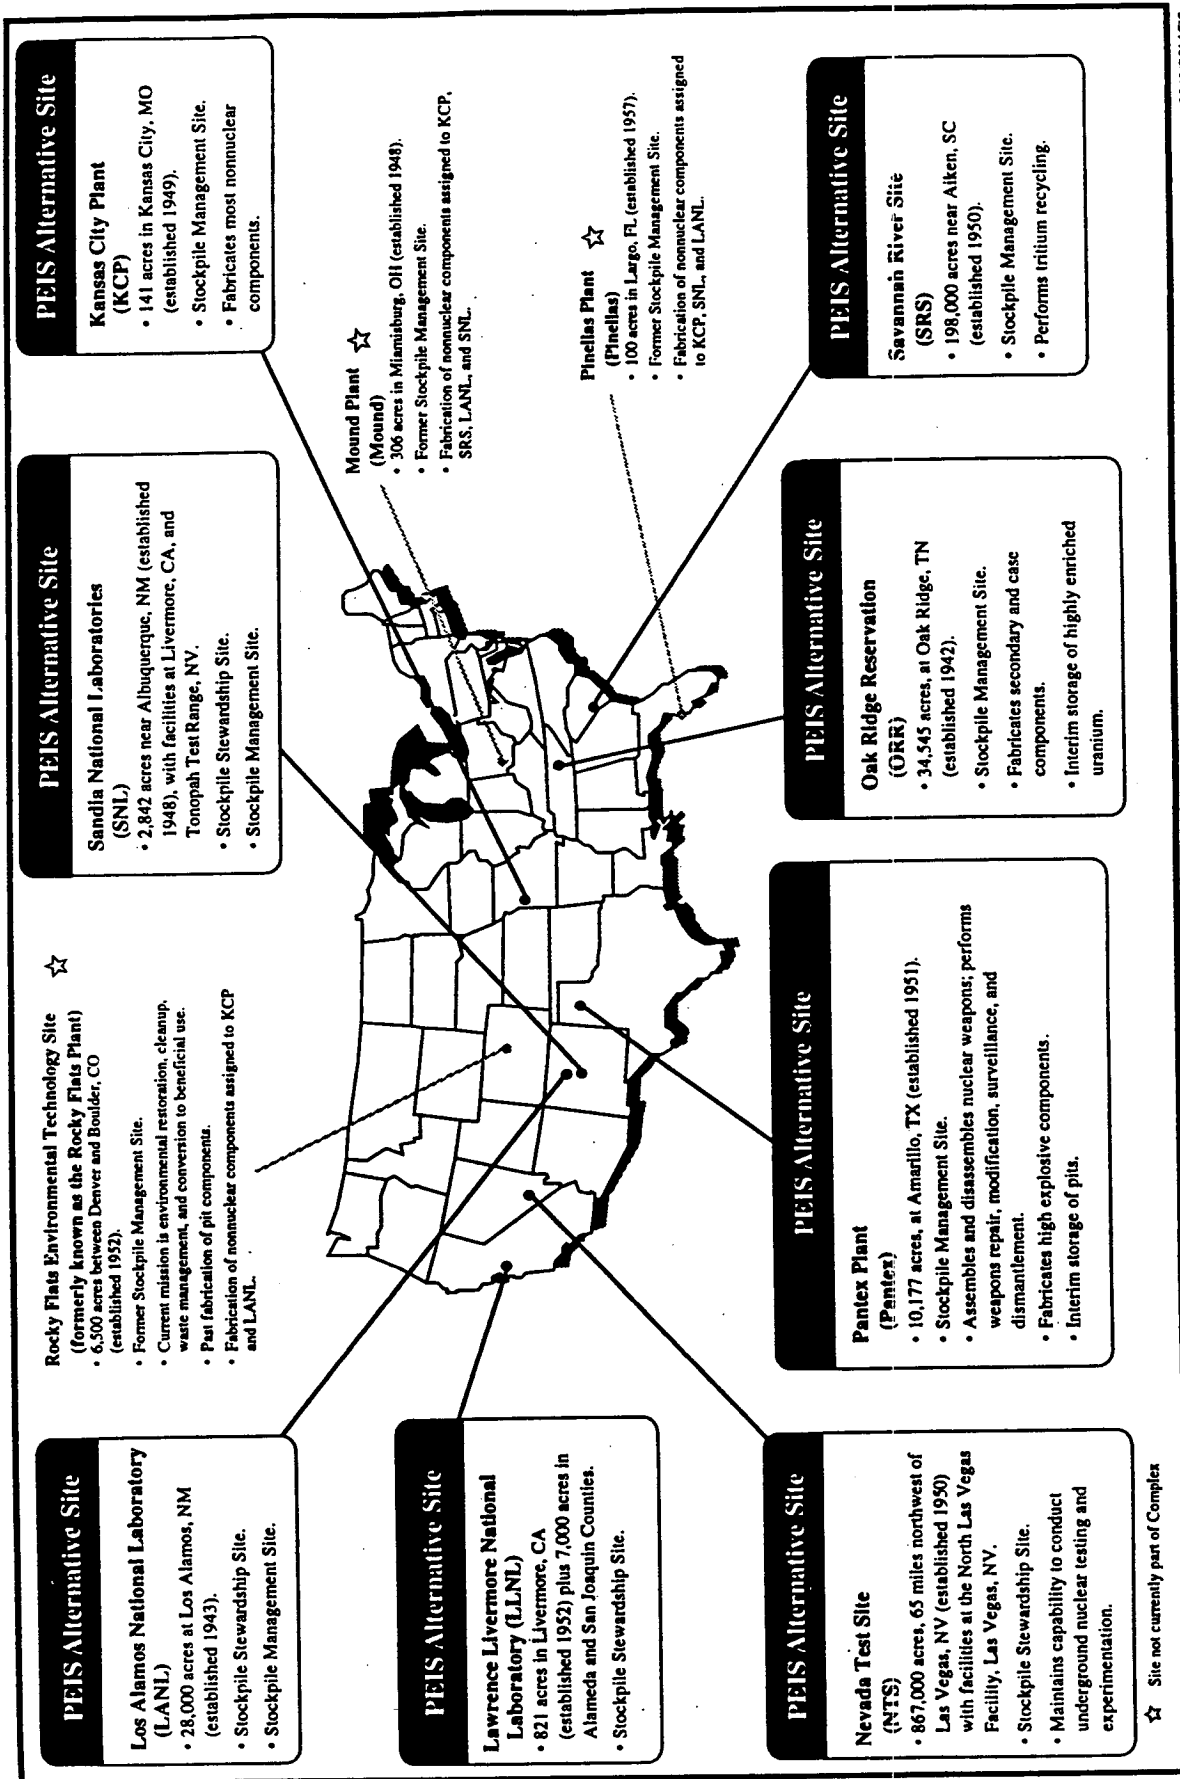 PEIS Alternative Site
Los Alamos National Laboratory
(LANL)
• 28,000 acres at Los Alamos, NM
(established 1943).
• Stockpile Stewardship Site.
• Stockpile Management Site.
Rocky Flats Environmental Technology Site
(formerly known as the Rocky Flats Plant) ☆
• 6,500 acres between Denver and Boulder, CO
(established 1952).
• Former Stockpile Management Site.
• Current mission is environmental restoration, cleanup,
waste management, and conversion to beneficial use.
• Past fabrication of pit components.
• Fabrication of nonnuclear components assigned to KCP
and LANL.
PEIS Alternative Site
Sandia National Laboratories
(SNL)
• 2,842 acres near Albuquerque, NM (established
1948), with facilities at Livermore, CA, and
Tonopah Test Range, NV.
• Stockpile Stewardship Site.
• Stockpile Management Site.
PEIS Alternative Site
Kansas City Plant
(KCP)
• 141 acres in Kansas City, MO
(established 1949).
• Stockpile Management Site.
• Fabricates most nonnuclear
components.
Mound Plant ☆
(Mound)
• 306 acres in Miamisburg, OH (established 1948).
• Former Stockpile Management Site.
• Fabrication of nonnuclear components assigned to KCP,
SRS, LANL, and SNL.
Pinellas Plant ☆
(Pinellas)
• 100 acres in Largo, FL (established 1957).
• Former Stockpile Management Site.
• Fabrication of nonnuclear components assigned
to KCP, SNL, and LANL.
PEIS Alternative Site
Lawrence Livermore National
Laboratory (LLNL)
• 821 acres in Livermore, CA
(established 1952) plus 7,000 acres in
Alameda and San Joaquin Counties.
• Stockpile Stewardship Site.
PEIS Alternative Site
Nevada Test Site
(NTS)
• 867,000 acres, 65 miles northwest of
Las Vegas, NV (established 1950)
with facilities at the North Las Vegas
Facility, Las Vegas, NV.
• Stockpile Stewardship Site.
• Maintains capability to conduct
underground nuclear testing and
experimentation.
PEIS Alternative Site
Pantex Plant
(Pantex)
• 10,177 acres, at Amarillo, TX (established 1951).
• Stockpile Management Site.
• Assembles and disassembles nuclear weapons; performs
weapons repair, modification, surveillance, and
dismantlement.
• Fabricates high explosive components.
• Interim storage of pits.
PEIS Alternative Site
Oak Ridge Reservation
(ORR)
• 34,545 acres, at Oak Ridge, TN
(established 1942).
• Stockpile Management Site.
• Fabricates secondary and case
components.
• Interim storage of highly enriched
uranium.
PEIS Alternative Site
Savannah River Site
(SRS)
• 198,000 acres near Aiken, SC
(established 1950).
• Stockpile Management Site.
• Performs tritium recycling.
☆ Site not currently part of Complex